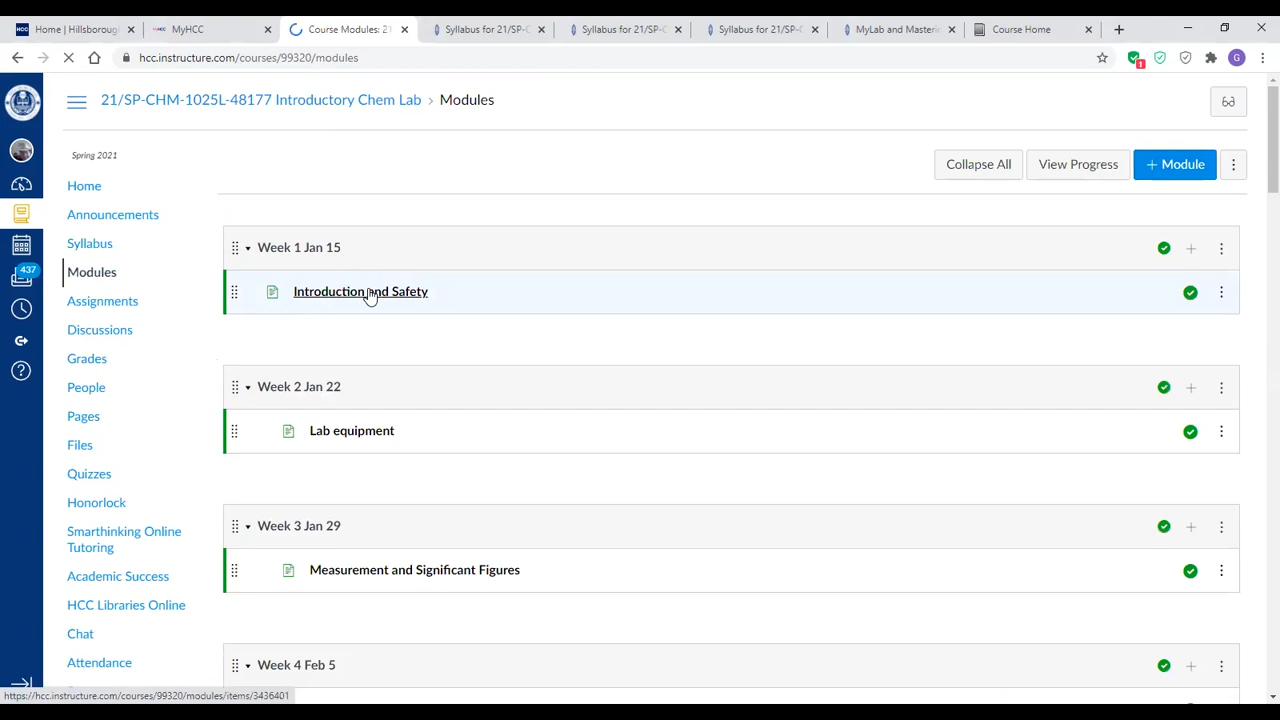 Home | Hillsborough
MyHCC
Course Modules: 21
Syllabus for 21/SP-C
Syllabus for 21/SP-C
Syllabus for 21/SP-
MyLab and Masterin
Course Home
hcc.instructure.com/courses/99320/modules
1
G
21/SP-CHM-1025L-48177 Introductory Chem Lab › Modules
Spring 2021
Collapse All
View Progress
+ Module
Home
Announcements
Syllabus
Modules
Assignments
Discussions
Grades
People
Pages
Files
Quizzes
Honorlock
Smarthinking Online
Tutoring
Academic Success
HCC Libraries Online
Chat
Attendance
437
Week 1 Jan 15
Introduction and Safety
Week 2 Jan 22
Lab equipment
Week 3 Jan 29
Measurement and Significant Figures
Week 4 Feb 5
https://hcc.instructure.com/courses/99320/modules/items/3436401